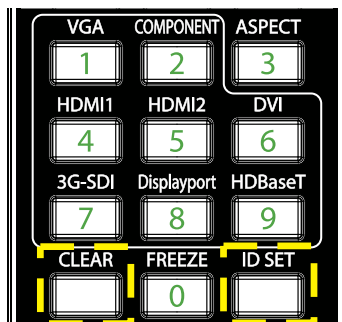 VGA COMPONENT ASPECT
1 2 3
HDMI1 HDMI2 DVI
4 5 6
3G-SDI Displayport HDBaseT
7 8 9
CLEAR FREEZE ID SET
0